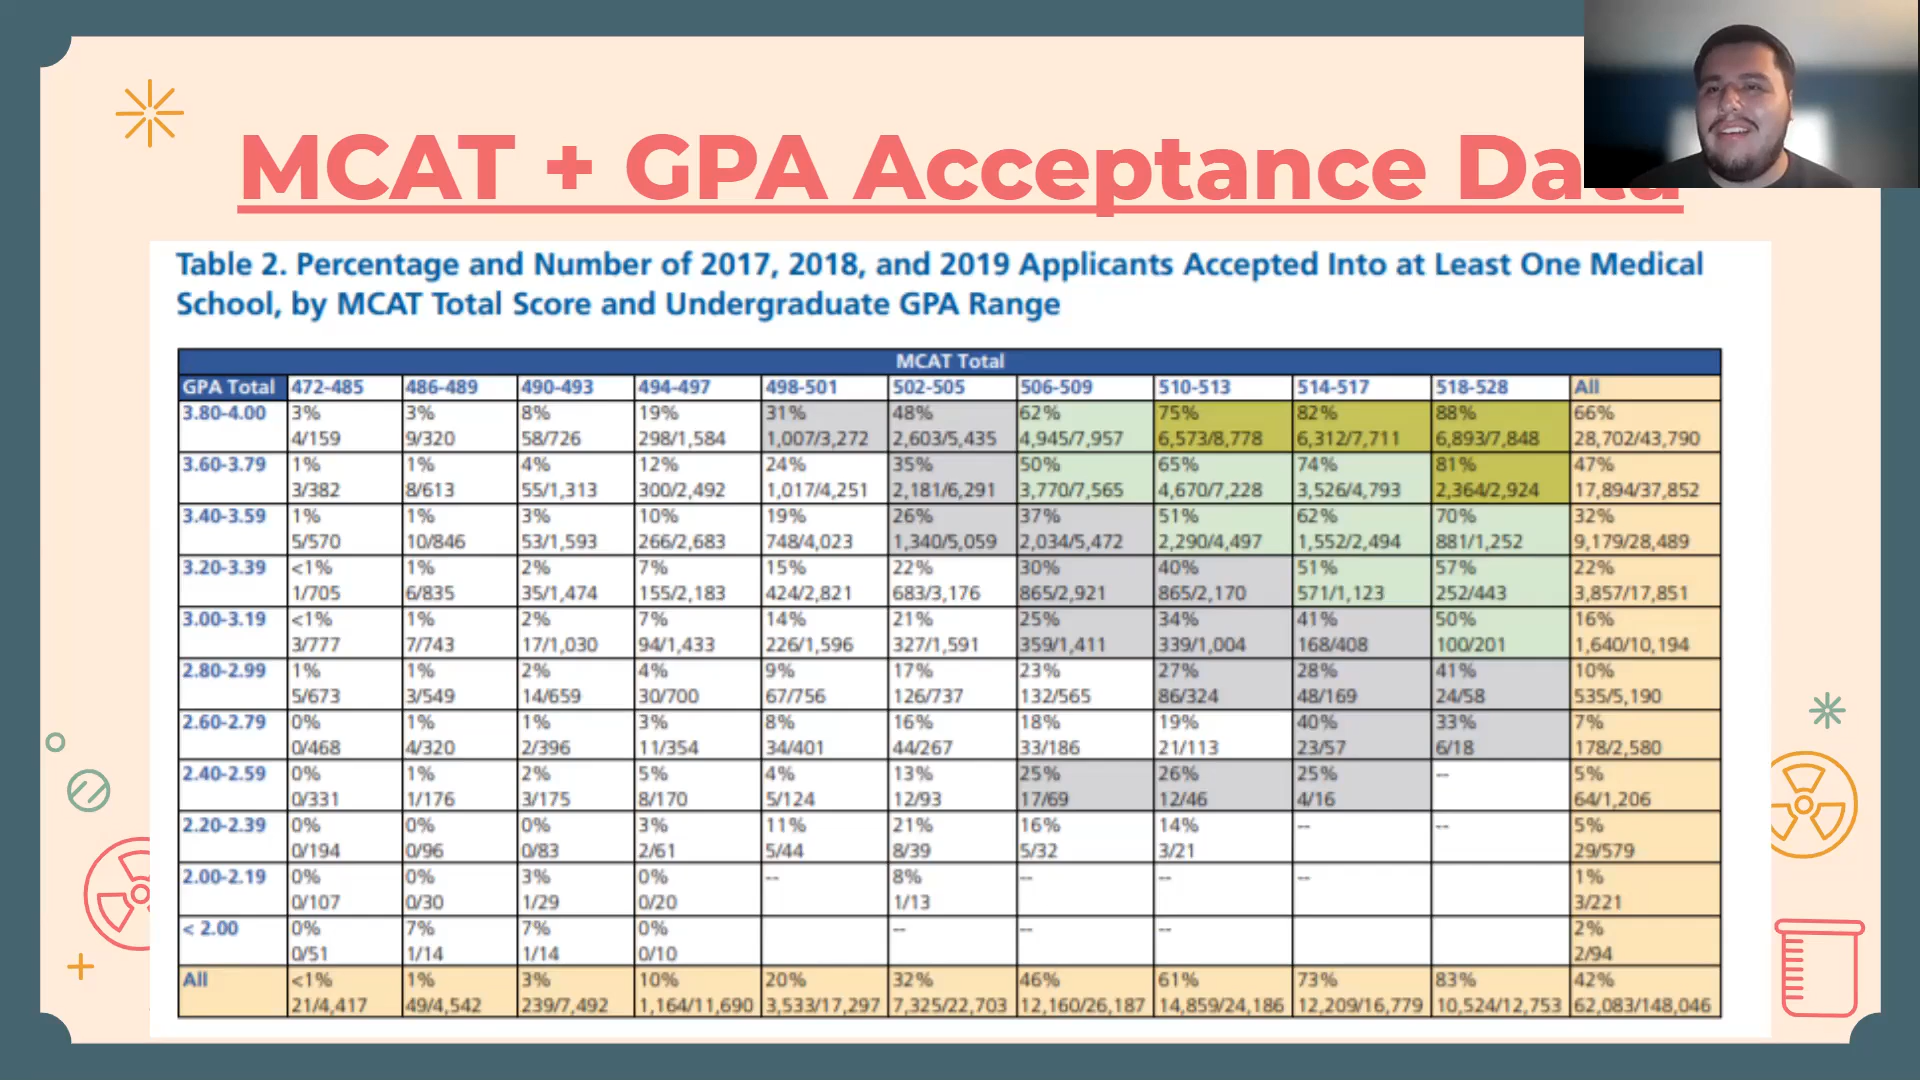 MCAT + GPA Acceptance Data
Table 2. Percentage and Number of 2017, 2018, and 2019 Applicants Accepted Into at Least One Medical
School, by MCAT Total Score and Undergraduate GPA Range
MCAT Total
GPA Total 472-485 486-489 490-493 494-497 498-501 502-505 506-509 510-513 514-517 518-528 All
3.80-4.00 3% 3% 8% 19% 31% 48% 62% 75% 82% 88% 66%
4/159 9/320 58/726 298/1,584 1,007/3,272 2,603/5,435 4,945/7,957 6,573/8,778 6,312/7,711 6,893/7,848 28,702/43,790
3.60-3.79 1% 1% 4% 12% 24% 35% 50% 65% 74% 81% 47%
3/382 8/613 55/1,313 300/2,492 1,017/4,251 2,181/6,291 3,770/7,565 4,670/7,228 3,526/4,793 2,364/2,924 17,894/37,852
3.40-3.59 1% 1% 3% 10% 19% 26% 37% 51% 62% 70% 32%
5/570 10/846 53/1,593 266/2,683 748/4,023 1,340/5,059 2,034/5,472 2,290/4,497 1,552/2,494 881/1,252 9,179/28,489
3.20-3.39 <1% 1% 2% 7% 15% 22% 30% 40% 51% 57% 22%
1/705 6/835 35/1,474 155/2,183 424/2,821 683/3,176 865/2,921 865/2,170 571/1,123 252/443 3,857/17,851
3.00-3.19 <1% 1% 2% 7% 14% 21% 25% 34% 41% 50% 16%
3/777 7/743 17/1,030 94/1,433 226/1,596 327/1,591 359/1,411 339/1,004 168/408 100/201 1,640/10,194
2.80-2.99 1% 1% 2% 4% 9% 17% 23% 27% 28% 41% 10%
5/673 3/549 14/659 30/700 67/756 126/737 132/565 86/324 48/169 24/58 535/5,190
2.60-2.79 0% 1% 1% 3% 8% 16% 18% 19% 40% 33% 7%
0/468 4/320 2/396 11/354 34/401 44/267 33/186 21/113 23/57 6/18 178/2,580
2.40-2.59 0% 1% 2% 5% 4% 13% 25% 26% 25% -- 5%
0/331 1/176 3/175 8/170 5/124 12/93 17/69 12/46 4/16 64/1,206
2.20-2.39 0% 0% 0% 3% 11% 21% 16% 14% -- -- 5%
0/194 0/96 0/83 2/61 5/44 8/39 5/32 3/21 29/579
2.00-2.19 0% 0% 3% 0% -- 8% -- -- -- 1%
0/107 0/30 1/29 0/20 1/13 3/221
< 2.00 0% 7% 7% 0% -- -- -- 2%
0/51 1/14 1/14 0/10 2/94
All <1% 1% 3% 10% 20% 32% 46% 61% 73% 83% 42%
21/4,417 49/4,542 239/7,492 1,164/11,690 3,533/17,297 7,325/22,703 12,160/26,187 14,859/24,186 12,209/16,779 10,524/12,753 62,083/148,046